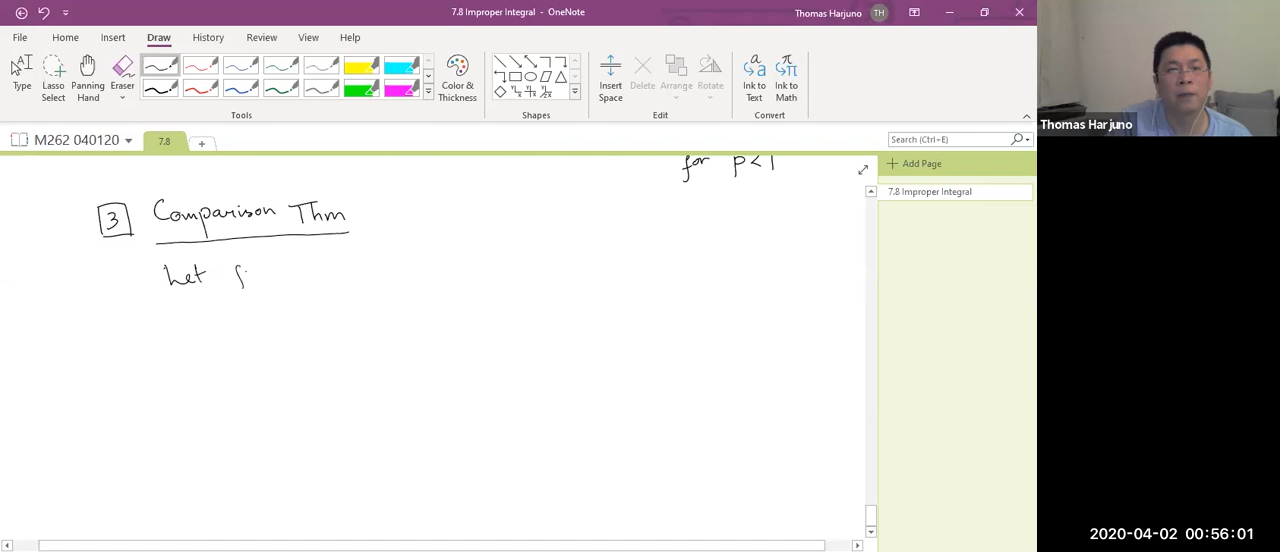 7.8 Improper Integral - OneNote
Thomas Harjuno TH
File Home Insert Draw History Review View Help
Type
Lasso Select
Panning Hand
Eraser
Color & Thickness
Insert Space
Delete
Arrange
Rotate
Ink to Text
Ink to Math
Tools Shapes Edit Convert
M262 040120 7.8
Search (Ctrl+E)
Add Page
7.8 Improper Integral
for p < 1
3 Comparison Thm
Let f
Thomas Harjuno
2020-04-02 00:56:01